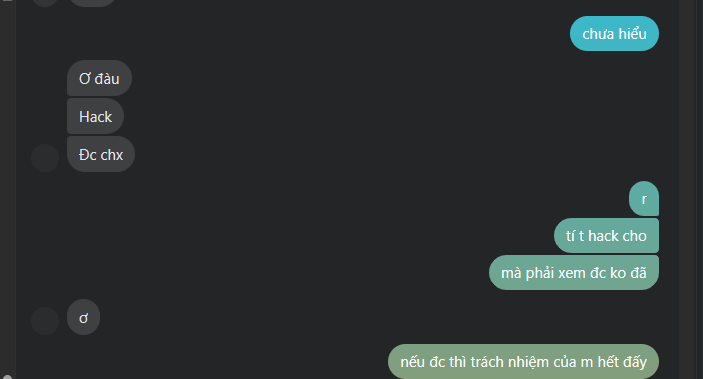 chưa hiểu
Ơ đàu
Hack
Đc chx
r
tí t hack cho
mà phải xem đc ko đã
ơ
nếu đc thì trách nhiệm của m hết đấy